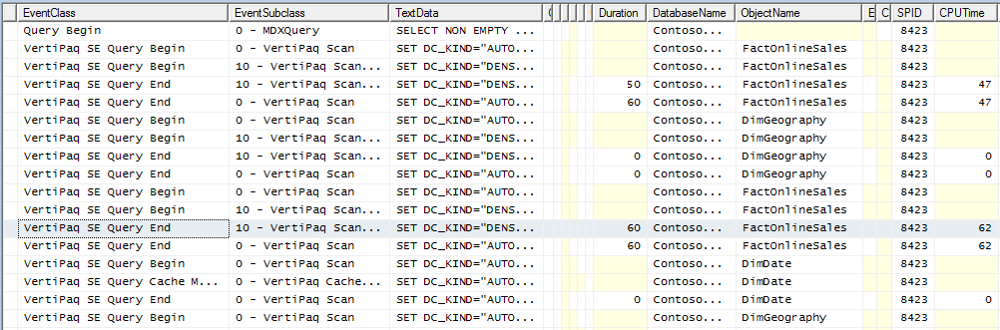 EventClass EventSubclass TextData Duration DatabaseName ObjectName E C SPID CPUTime
Query Begin 0 - MDXQuery SELECT NON EMPTY ... Contoso... 8423
VertiPaq SE Query Begin 0 - VertiPaq Scan SET DC_KIND="AUTO... Contoso... FactOnlineSales 8423
VertiPaq SE Query Begin 10 - VertiPaq Scan... SET DC_KIND="DENS... Contoso... FactOnlineSales 8423
VertiPaq SE Query End 10 - VertiPaq Scan... SET DC_KIND="DENS... 50 Contoso... FactOnlineSales 8423 47
VertiPaq SE Query End 0 - VertiPaq Scan SET DC_KIND="AUTO... 60 Contoso... FactOnlineSales 8423 47
VertiPaq SE Query Begin 0 - VertiPaq Scan SET DC_KIND="AUTO... Contoso... DimGeography 8423
VertiPaq SE Query Begin 10 - VertiPaq Scan... SET DC_KIND="DENS... Contoso... DimGeography 8423
VertiPaq SE Query End 10 - VertiPaq Scan... SET DC_KIND="DENS... 0 Contoso... DimGeography 8423 0
VertiPaq SE Query End 0 - VertiPaq Scan SET DC_KIND="AUTO... 0 Contoso... DimGeography 8423 0
VertiPaq SE Query Begin 0 - VertiPaq Scan SET DC_KIND="AUTO... Contoso... FactOnlineSales 8423
VertiPaq SE Query Begin 10 - VertiPaq Scan... SET DC_KIND="DENS... Contoso... FactOnlineSales 8423
VertiPaq SE Query End 10 - VertiPaq Scan... SET DC_KIND="DENS... 60 Contoso... FactOnlineSales 8423 62
VertiPaq SE Query End 0 - VertiPaq Scan SET DC_KIND="AUTO... 60 Contoso... FactOnlineSales 8423 62
VertiPaq SE Query Begin 0 - VertiPaq Scan SET DC_KIND="AUTO... Contoso... DimDate 8423
VertiPaq SE Query Cache M... 0 - VertiPaq Cache... SET DC_KIND="AUTO... Contoso... DimDate 8423
VertiPaq SE Query End 0 - VertiPaq Scan SET DC_KIND="AUTO... 0 Contoso... DimDate 8423 0
VertiPaq SE Query Begin 0 - VertiPaq Scan SET DC_KIND="AUTO... Contoso... FactOnlineSales 8423